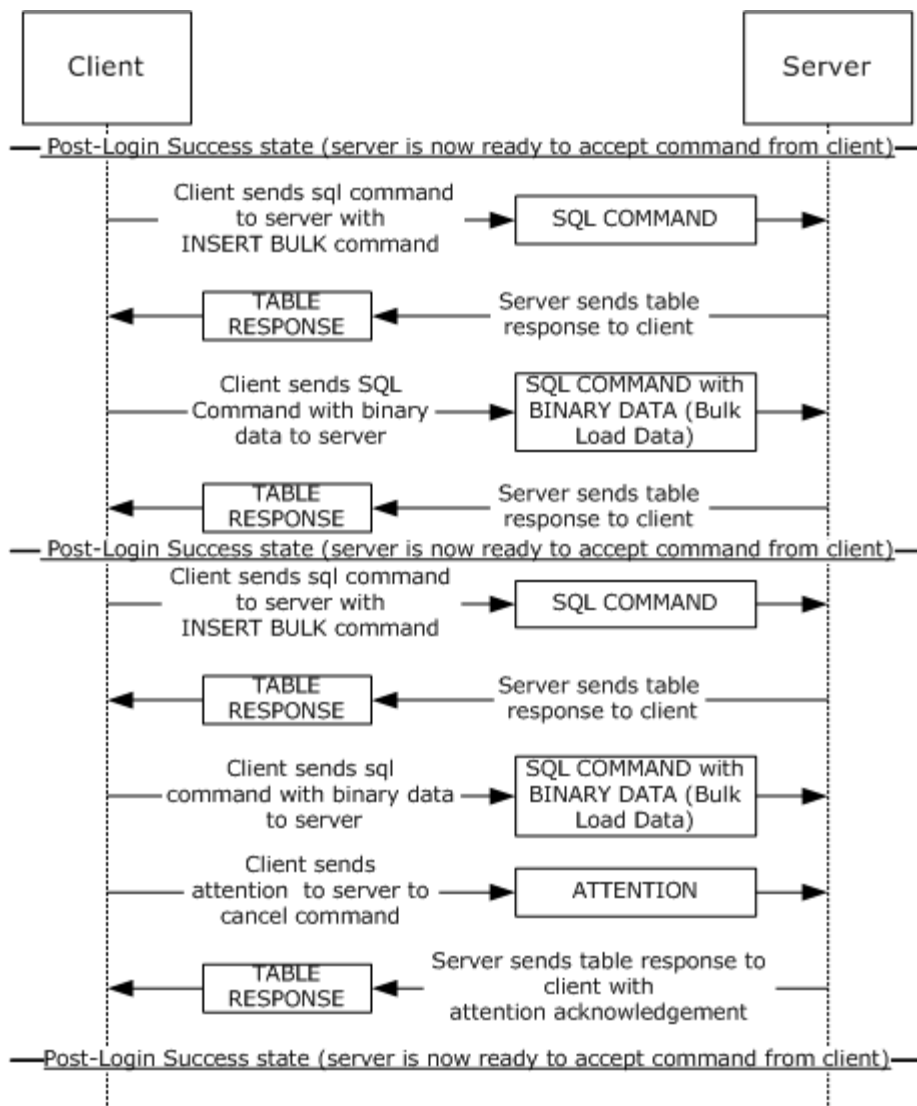 Client
Server
Post-Login Success state (server is now ready to accept command from client)
Client sends sql command
to server with
INSERT BULK command
SQL COMMAND
TABLE
RESPONSE
Server sends table
response to client
Client sends SQL
Command with binary
data to server
SQL COMMAND with
BINARY DATA (Bulk
Load Data)
TABLE
RESPONSE
Server sends table
response to client
Post-Login Success state (server is now ready to accept command from client)
Client sends sql command
to server with
INSERT BULK command
SQL COMMAND
TABLE
RESPONSE
Server sends table
response to client
Client sends sql
command with binary data
to server
SQL COMMAND with
BINARY DATA (Bulk
Load Data)
Client sends
attention to server to
cancel command
ATTENTION
TABLE
RESPONSE
Server sends table response to
client with
attention acknowledgement
Post-Login Success state (server is now ready to accept command from client)